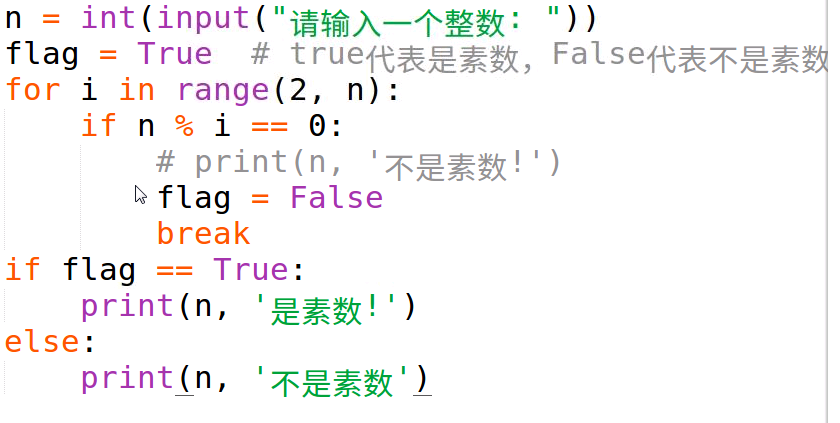 n = int(input("请输入一个整数: "))
flag = True  # true代表是素数，False代表不是素数
for i in range(2, n):
    if n % i == 0:
        # print(n, '不是素数!')
        flag = False
        break
if flag == True:
    print(n, '是素数!')
else:
    print(n, '不是素数')